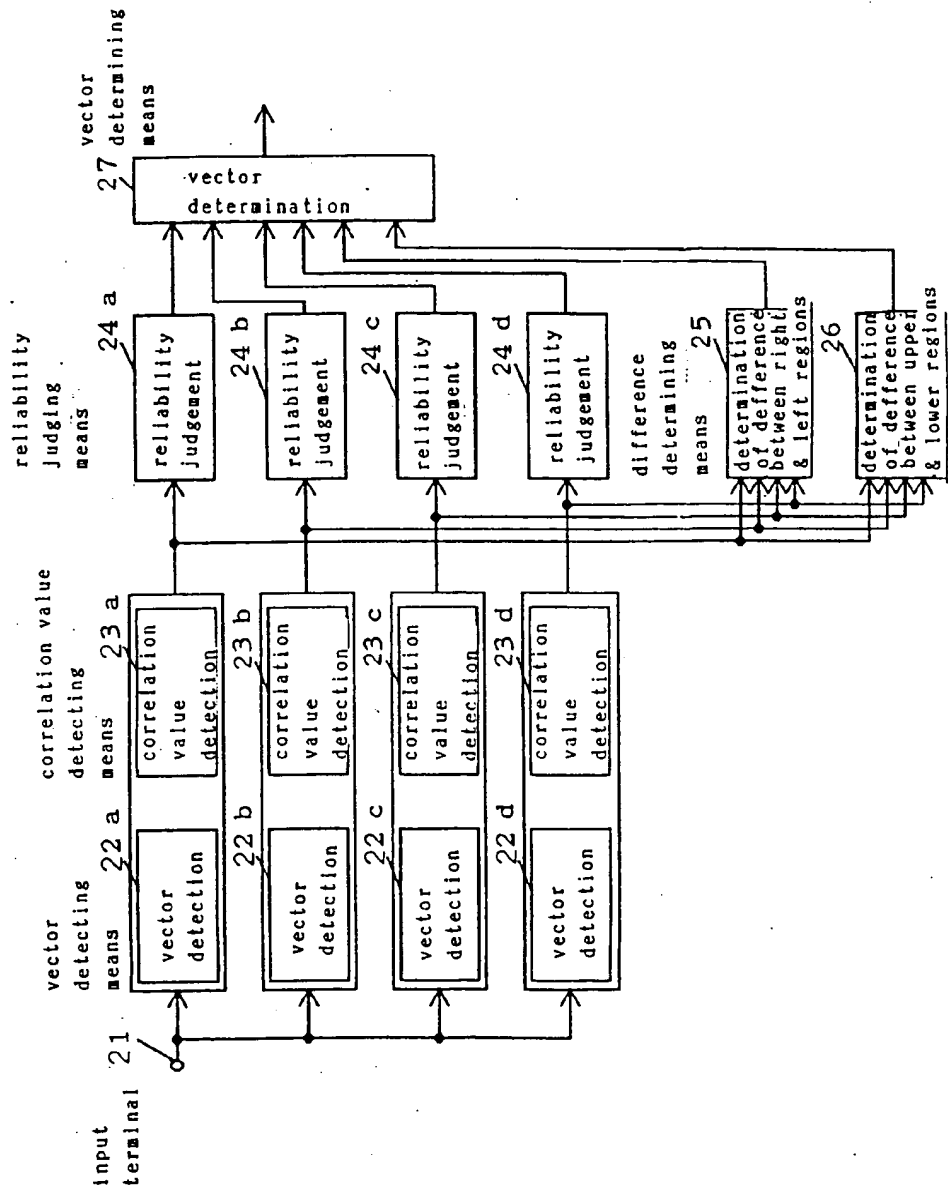 input
terminal
21
vector
detecting
means
22 a
vector
detection
22 b
vector
detection
22 c
vector
detection
22 d
vector
detection
correlation value
detecting
means
23 a
correlation
value
detection
23 b
correlation
value
detection
23 c
correlation
value
detection
23 d
correlation
value
detection
reliability
judging
means
24 a
reliability
judgement
24 b
reliability
judgement
24 c
reliability
judgement
24 d
reliability
judgement
difference
determining
means
25
determination
of defference
between right
& left regions
26
determination
of defference
between upper
& lower regions
vector
determining
means
27
vector
determination